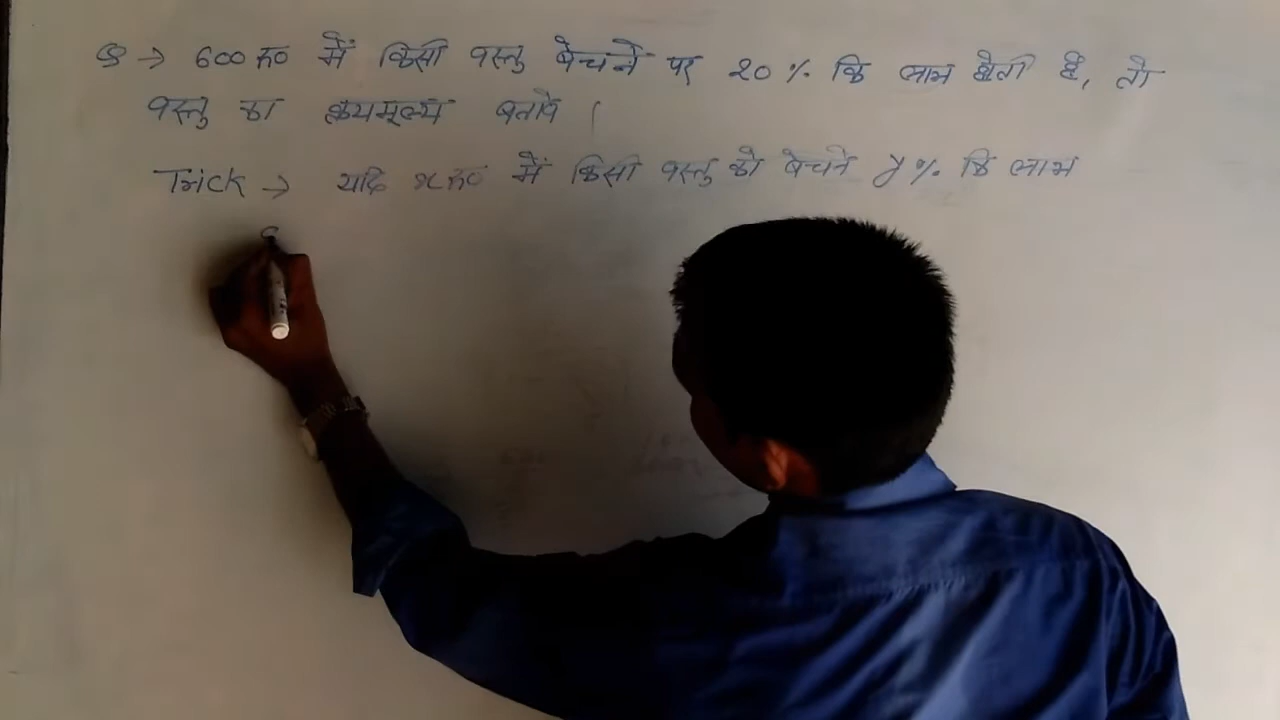 Q → 600 रु० में किसी वस्तु बेचने पर 20 % कि लाभ होती है, तो
वस्तु का क्रयमूल्य बतावे ।
Trick → यदि x रु० में किसी वस्तु को बेचने y % कि लाभ